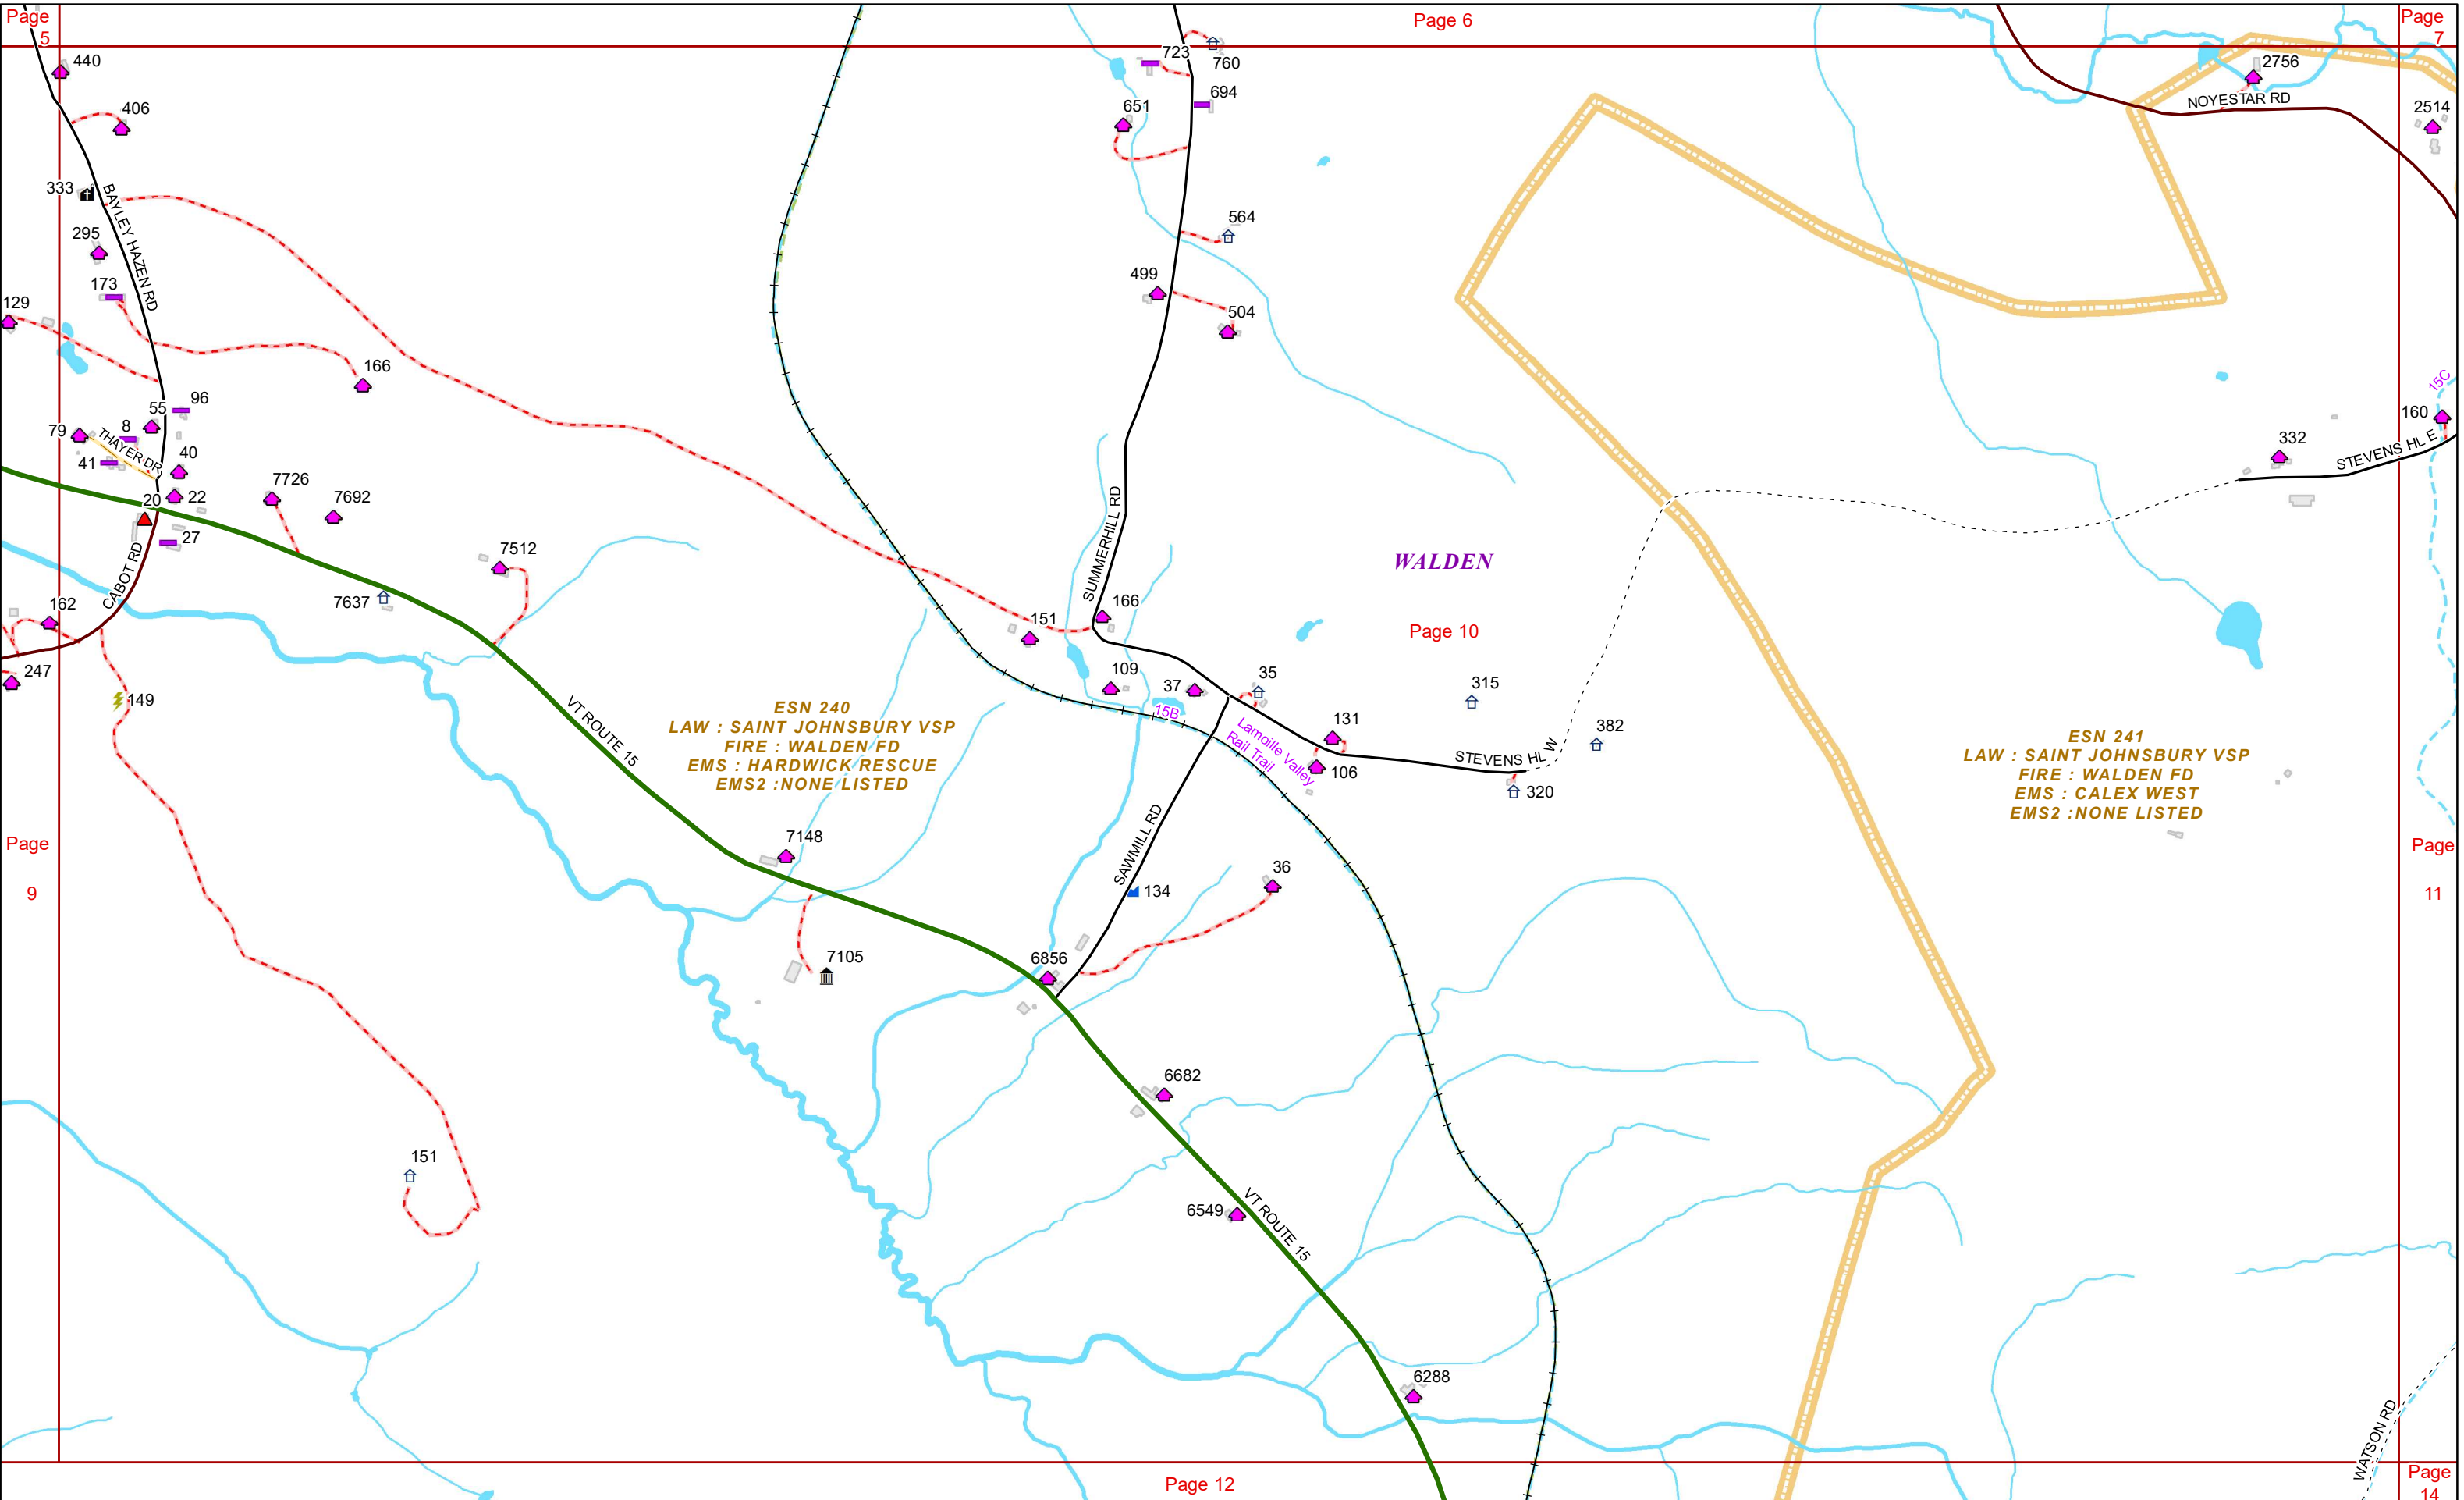 Page
5
Page 6
Page
7
440
723
760
2756
406
651
694
NOYESTAR RD
2514
333
BAYLEY HAZEN RD
295
564
173
499
129
504
166
15C
55
96
160
79
8
THAYER DR
41
40
332
STEVENS HL E
7726
7692
20
22
27
SUMMERHILL RD
7512
WALDEN
CABOT RD
7637
162
166
151
Page 10
247
149
109
37
35
315
VT ROUTE 15
ESN 240
LAW : SAINT JOHNSBURY VSP
FIRE : WALDEN FD
EMS : HARDWICK RESCUE
EMS2 :NONE LISTED
15B
Lamoille Valley
Rail Trail
131
382
STEVENS HL W
106
320
ESN 241
LAW : SAINT JOHNSBURY VSP
FIRE : WALDEN FD
EMS : CALEX WEST
EMS2 :NONE LISTED
Page
9
7148
SAWMILL RD
134
36
Page
11
7105
6856
6682
151
6549
VT ROUTE 15
6288
WATSON RD
Page 12
Page
14